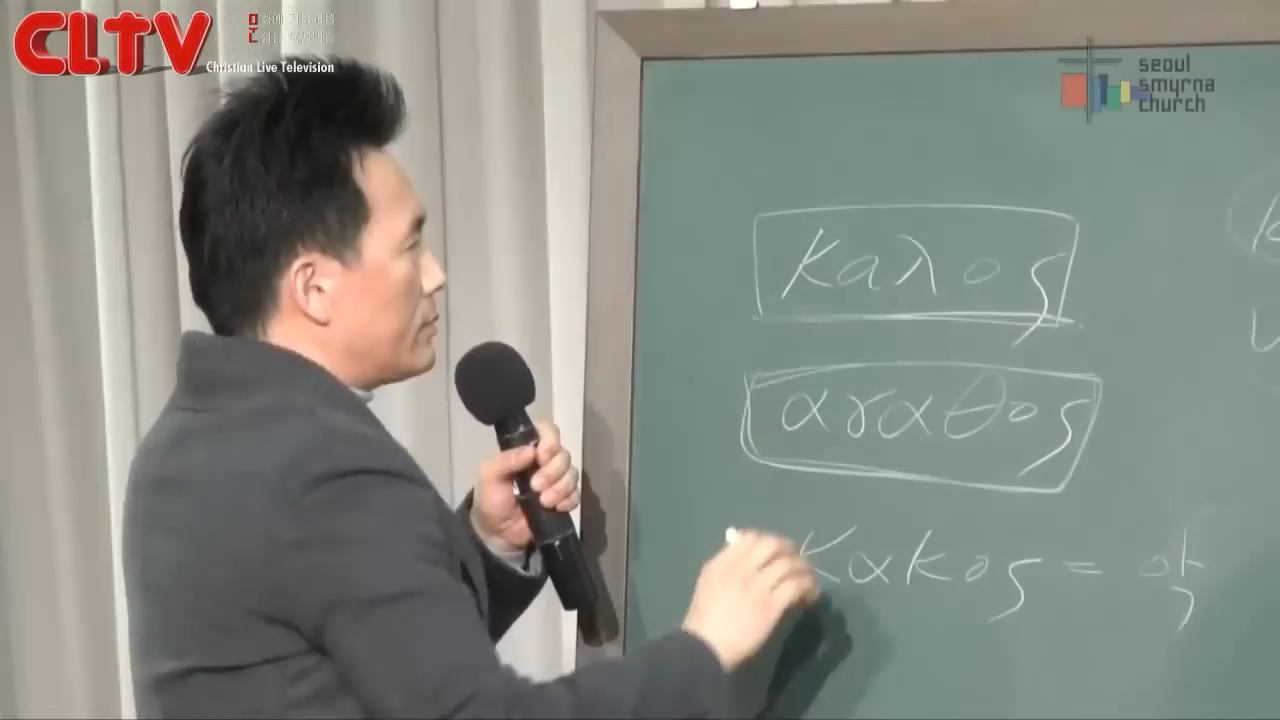 CLTV
Christian Live Television
seoul
smyrna
church
καλος
αγαθος
κακος = 악